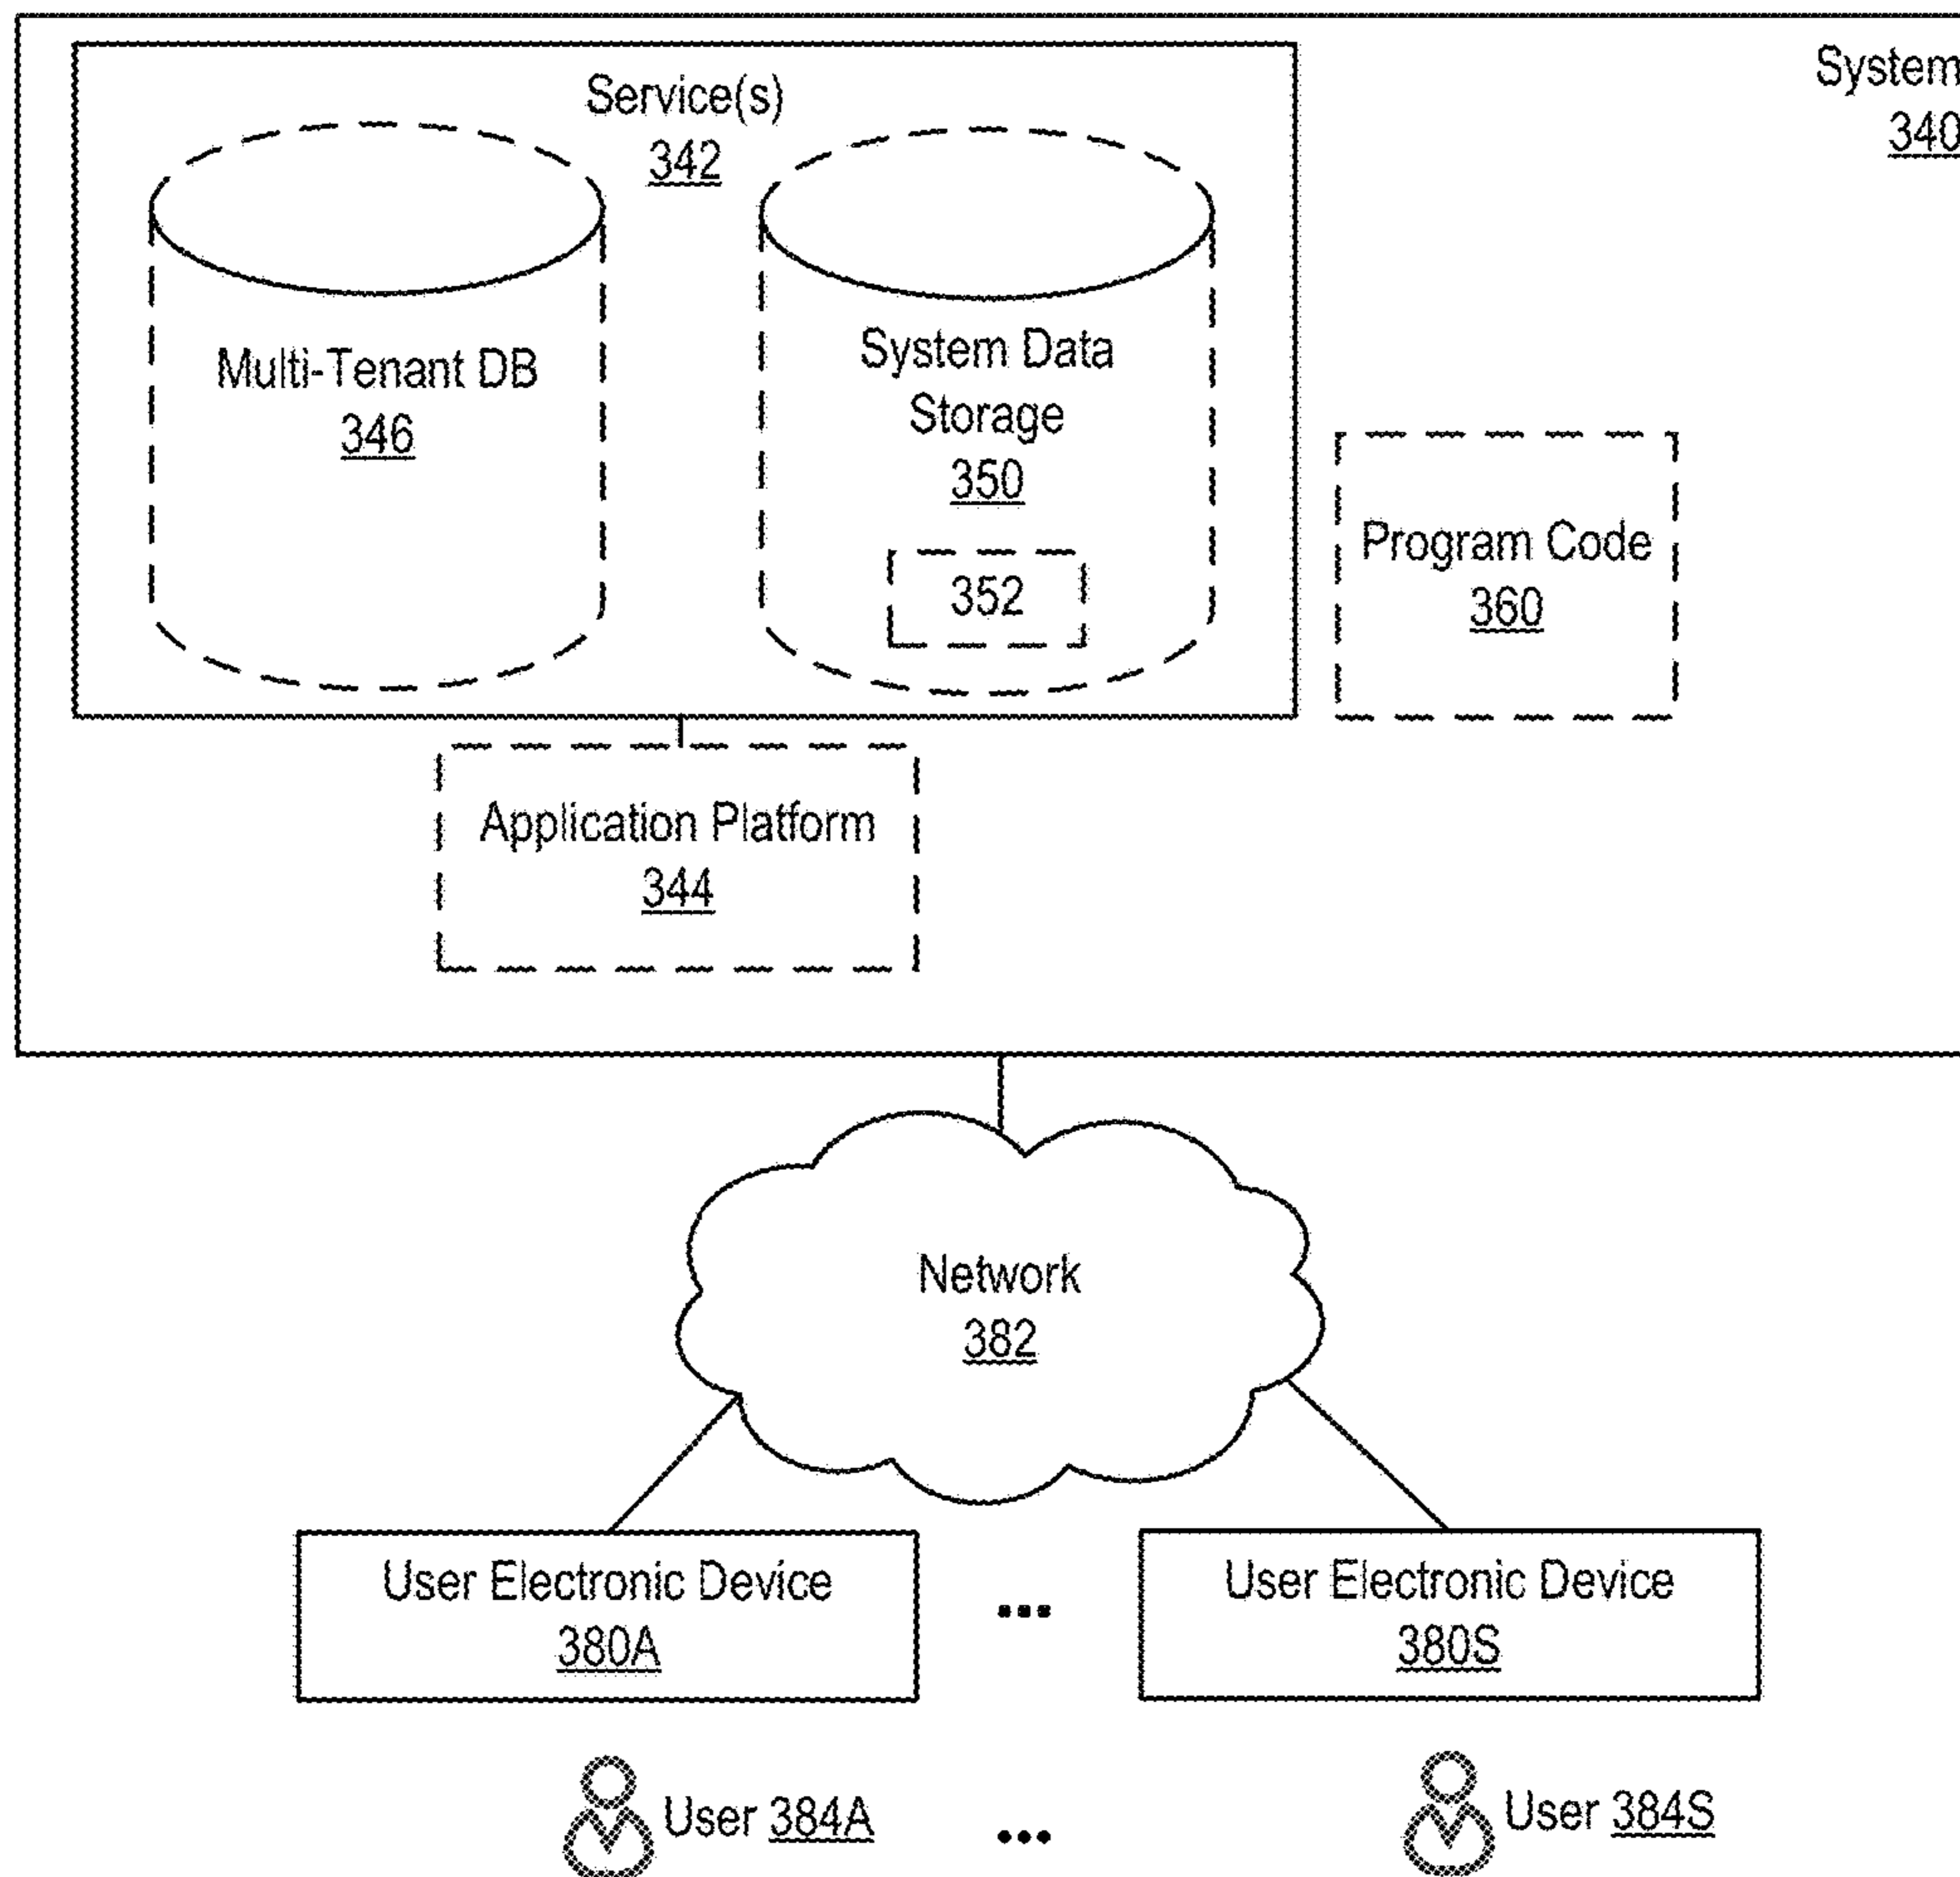 System
340
Service(s)
342
Multi-Tenant DB
346
System Data
Storage
350
352
Program Code
360
Application Platform
344
Network
382
User Electronic Device
380A
...
User Electronic Device
380S
User 384A
...
User 384S